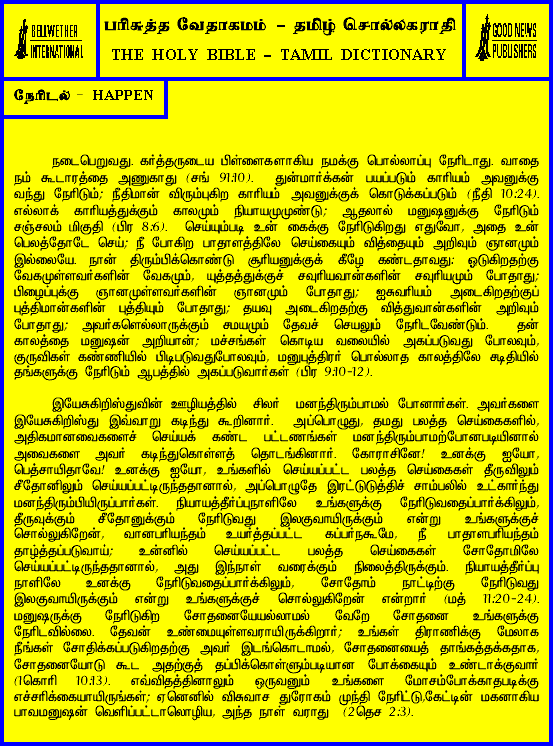 BELLWETHER
INTERNATIONAL
பரிசுத்த வேதாகமம் - தமிழ் சொல்லகராதி
THE HOLY BIBLE - TAMIL DICTIONARY
GOOD NEWS
PUBLISHERS
நேரிடல் - HAPPEN
நடைபெறுவது. கர்த்தருடைய பிள்ளைகளாகிய நமக்கு பொல்லாப்பு நேரிடாது. வாதை
நம் கூடாரத்தை அணுகாது (சங் 91:10). துன்மார்க்கன் பயப்படும் காரியம் அவனுக்கு
வந்து நேரிடும்; நீதிமான் விரும்புகிற காரியம் அவனுக்குக் கொடுக்கப்படும் (நீதி 10:24).
எல்லாக் காரியத்துக்கும் காலமும் நியாயமுமுண்டு; ஆதலால் மனுஷனுக்கு நேரிடும்
சஞ்சலம் மிகுதி (பிர 8:6). செய்யும்படி உன் கைக்கு நேரிடுகிறது எதுவோ, அதை உன்
பெலத்தோடே செய்; நீ போகிற பாதாளத்திலே செய்கையும் வித்தையும் அறிவும் ஞானமும்
இல்லையே. நான் திரும்பிக்கொண்டு சூரியனுக்குக் கீழே கண்டதாவது: ஓடுகிறதற்கு
வேகமுள்ளவர்களின் வேகமும், யுத்தத்துக்குச் சவுரியவான்களின் சவுரியமும் போதாது;
பிழைப்புக்கு ஞானமுள்ளவர்களின் ஞானமும் போதாது; ஐசுவரியம் அடைகிறதற்குப்
புத்திமான்களின் புத்தியும் போதாது; தயவு அடைகிறதற்கு வித்துவான்களின் அறிவும்
போதாது; அவர்களெல்லாருக்கும் சமயமும் தேவச் செயலும் நேரிடவேண்டும். தன்
காலத்தை மனுஷன் அறியான்; மச்சங்கள் கொடிய வலையில் அகப்படுவது போலவும்,
குருவிகள் கண்ணியில் பிடிபடுவதுபோலவும், மனுபுத்திரர் பொல்லாத காலத்திலே சடிதியில்
தங்களுக்கு நேரிடும் ஆபத்தில் அகப்படுவார்கள் (பிர 9:10-12).
இயேசுகிறிஸ்துவின் ஊழியத்தில் சிலர் மனந்திரும்பாமல் போனார்கள். அவர்களை
இயேசுகிறிஸ்து இவ்வாறு கடிந்து கூறினார். அப்பொழுது, தமது பலத்த செய்கைகளில்,
அதிகமானவைகளைச் செய்யக் கண்ட பட்டணங்கள் மனந்திரும்பாமற்போனபடியினால்
அவைகளை அவர் கடிந்துகொள்ளத் தொடங்கினார். கோராசினே! உனக்கு ஐயோ,
பெத்சாயிதாவே! உனக்கு ஐயோ, உங்களில் செய்யப்பட்ட பலத்த செய்கைகள் தீருவிலும்
சீதோனிலும் செய்யப்பட்டிருந்ததானால், அப்பொழுதே இரட்டுடுத்திச் சாம்பலில் உட்கார்ந்து
மனந்திரும்பியிருப்பார்கள். நியாயத்தீர்ப்புநாளிலே உங்களுக்கு நேரிடுவதைப்பார்க்கிலும்,
தீருவுக்கும் சீதோனுக்கும் நேரிடுவது இலகுவாயிருக்கும் என்று உங்களுக்குச்
சொல்லுகிறேன், வானபரியந்தம் உயர்த்தப்பட்ட கப்பர்நகூமே, நீ பாதாளபரியந்தம்
தாழ்த்தப்படுவாய்; உன்னில் செய்யப்பட்ட பலத்த செய்கைகள் சோதோமிலே
செய்யப்பட்டிருந்ததானால், அது இந்நாள் வரைக்கும் நிலைத்திருக்கும். நியாயத்தீர்ப்பு
நாளிலே உனக்கு நேரிடுவதைப்பார்க்கிலும், சோதோம் நாட்டிற்கு நேரிடுவது
இலகுவாயிருக்கும் என்று உங்களுக்குச் சொல்லுகிறேன் என்றார் (மத் 11:20-24).
மனுஷருக்கு நேரிடுகிற சோதனையேயல்லாமல் வேறே சோதனை உங்களுக்கு
நேரிடவில்லை. தேவன் உண்மையுள்ளவராயிருக்கிறார்; உங்கள் திராணிக்கு மேலாக
நீங்கள் சோதிக்கப்படுகிறதற்கு அவர் இடங்கொடாமல், சோதனையைத் தாங்கத்தக்கதாக,
சோதனையோடு கூட அதற்குத் தப்பிக்கொள்ளும்படியான போக்கையும் உண்டாக்குவார்
(1கொரி 10:13). எவ்விதத்தினாலும் ஒருவனும் உங்களை மோசம்போக்காதபடிக்கு
எச்சரிக்கையாயிருங்கள்; ஏனெனில் விசுவாச துரோகம் முந்தி நேரிட்டு,கேட்டின் மகனாகிய
பாவமனுஷன் வெளிப்பட்டாலொழிய, அந்த நாள் வராது (2தெச 2:3).